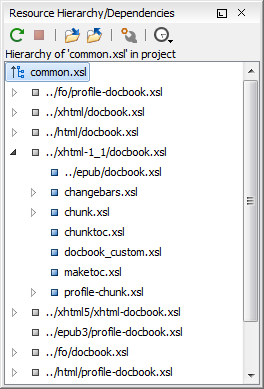 Resource Hierarchy/Dependencies
Hierarchy of 'common.xsl' in project
common.xsl
../fo/profile-docbook.xsl
../xhtml/docbook.xsl
../html/docbook.xsl
../xhtml-1_1/docbook.xsl
../epub/docbook.xsl
changebars.xsl
chunk.xsl
chunktoc.xsl
docbook_custom.xsl
maketoc.xsl
profile-chunk.xsl
../xhtml5/xhtml-docbook.xsl
../epub3/profile-docbook.xsl
../fo/docbook.xsl
../html/profile-docbook.xsl